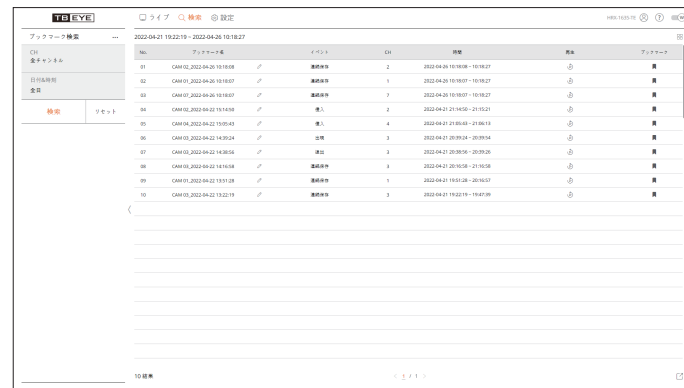 TB EYE
ライブ 検索 設定
ブックマーク検索 ...
2022-04-21 19:22:19 ~ 2022-04-26 10:18:27
CH
全チャンネル
日付&時間
全日
検索 リセット
No. ブックマーク名 イベント CH 時間 再生 ブックマーク
01 CAM 02_2022-04-26 10:18:08 連続保存 2 2022-04-26 10:18:08 ~ 10:18:27
02 CAM 01_2022-04-26 10:18:07 連続保存 1 2022-04-26 10:18:07 ~ 10:18:27
03 CAM 07_2022-04-26 10:18:07 連続保存 7 2022-04-26 10:18:07 ~ 10:18:27
04 CAM 02_2022-04-22 15:14:50 侵入 2 2022-04-21 21:14:50 ~ 21:15:21
05 CAM 04_2022-04-22 15:05:43 侵入 4 2022-04-21 21:05:43 ~ 21:06:13
06 CAM 03_2022-04-22 14:39:24 出現 3 2022-04-21 20:39:24 ~ 20:39:54
07 CAM 03_2022-04-22 14:38:56 退出 3 2022-04-21 20:38:56 ~ 20:39:26
08 CAM 03_2022-04-22 14:16:58 連続保存 3 2022-04-21 20:16:58 ~ 21:16:58
09 CAM 01_2022-04-22 13:51:28 連続保存 1 2022-04-21 19:51:28 ~ 20:16:57
10 CAM 03_2022-04-22 13:22:19 連続保存 3 2022-04-21 19:22:19 ~ 19:47:39
10 結果 < 1 / 1 >